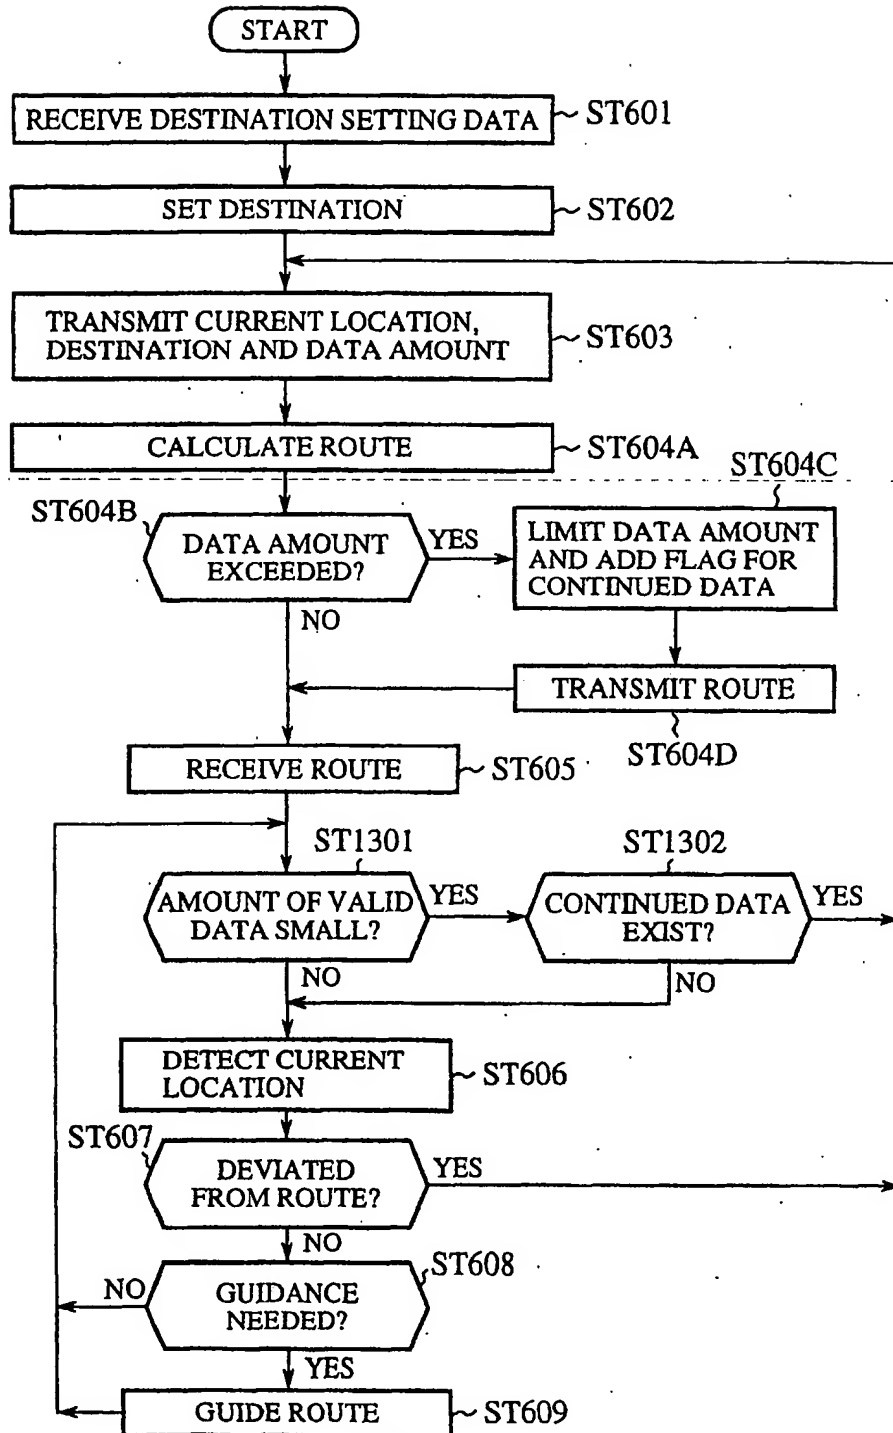 START
RECEIVE DESTINATION SETTING DATA
ST601
SET DESTINATION
ST602
TRANSMIT CURRENT LOCATION,
DESTINATION AND DATA AMOUNT
ST603
CALCULATE ROUTE
ST604A
ST604B
DATA AMOUNT
EXCEEDED?
YES
NO
ST604C
LIMIT DATA AMOUNT
AND ADD FLAG FOR
CONTINUED DATA
TRANSMIT ROUTE
ST604D
RECEIVE ROUTE
ST605
ST1301
AMOUNT OF VALID
DATA SMALL?
YES
NO
ST1302
CONTINUED DATA
EXIST?
YES
NO
DETECT CURRENT
LOCATION
ST606
ST607
DEVIATED
FROM ROUTE?
YES
NO
ST608
GUIDANCE
NEEDED?
NO
YES
GUIDE ROUTE
ST609